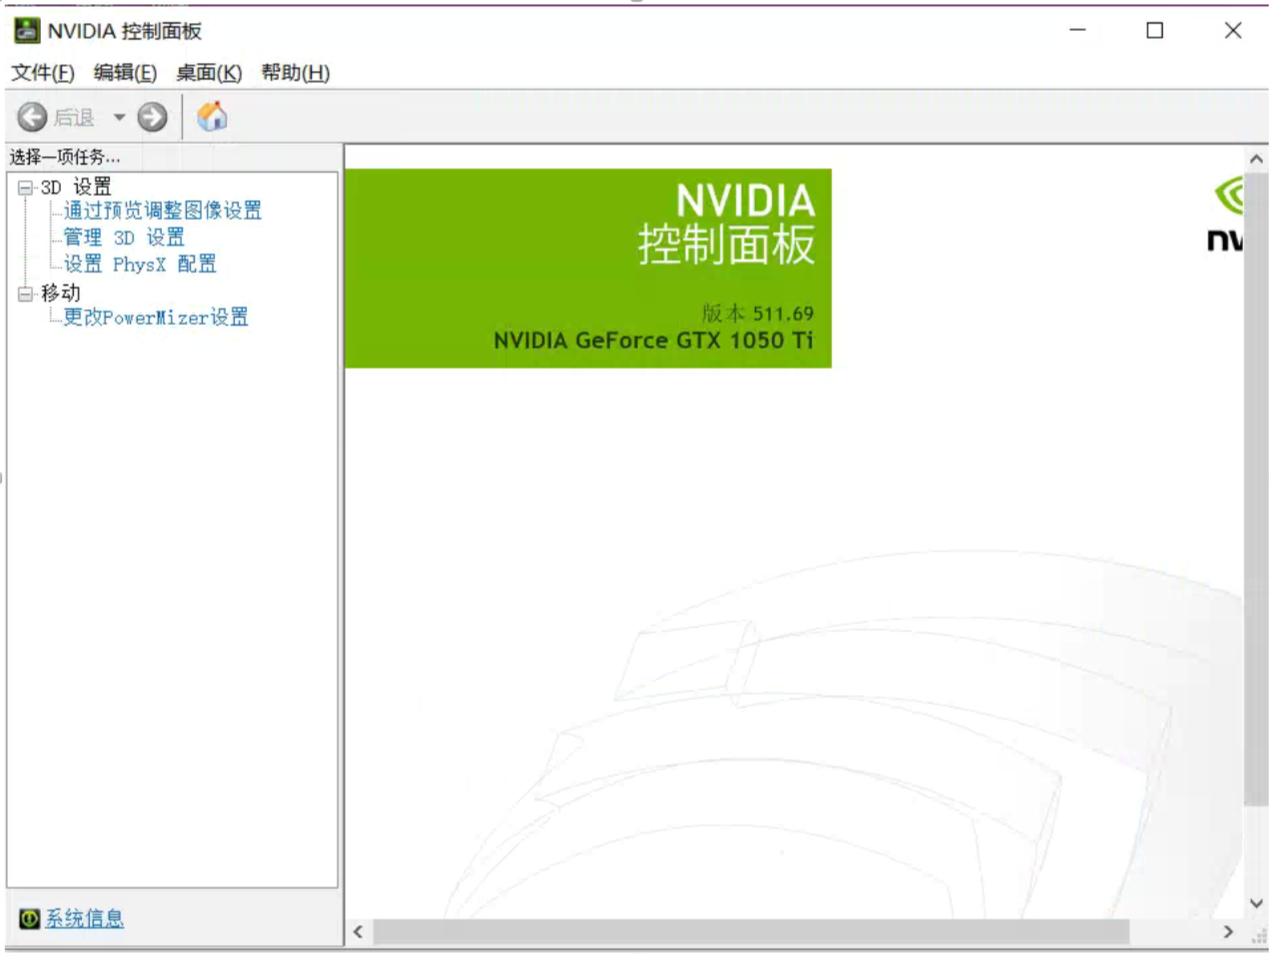 NVIDIA 控制面板
文件(F) 编辑(E) 桌面(K) 帮助(H)
后退
选择一项任务...
3D 设置
通过预览调整图像设置
管理 3D 设置
设置 PhysX 配置
移动
更改PowerMizer设置
系统信息
NVIDIA
控制面板
版本 511.69
NVIDIA GeForce GTX 1050 Ti